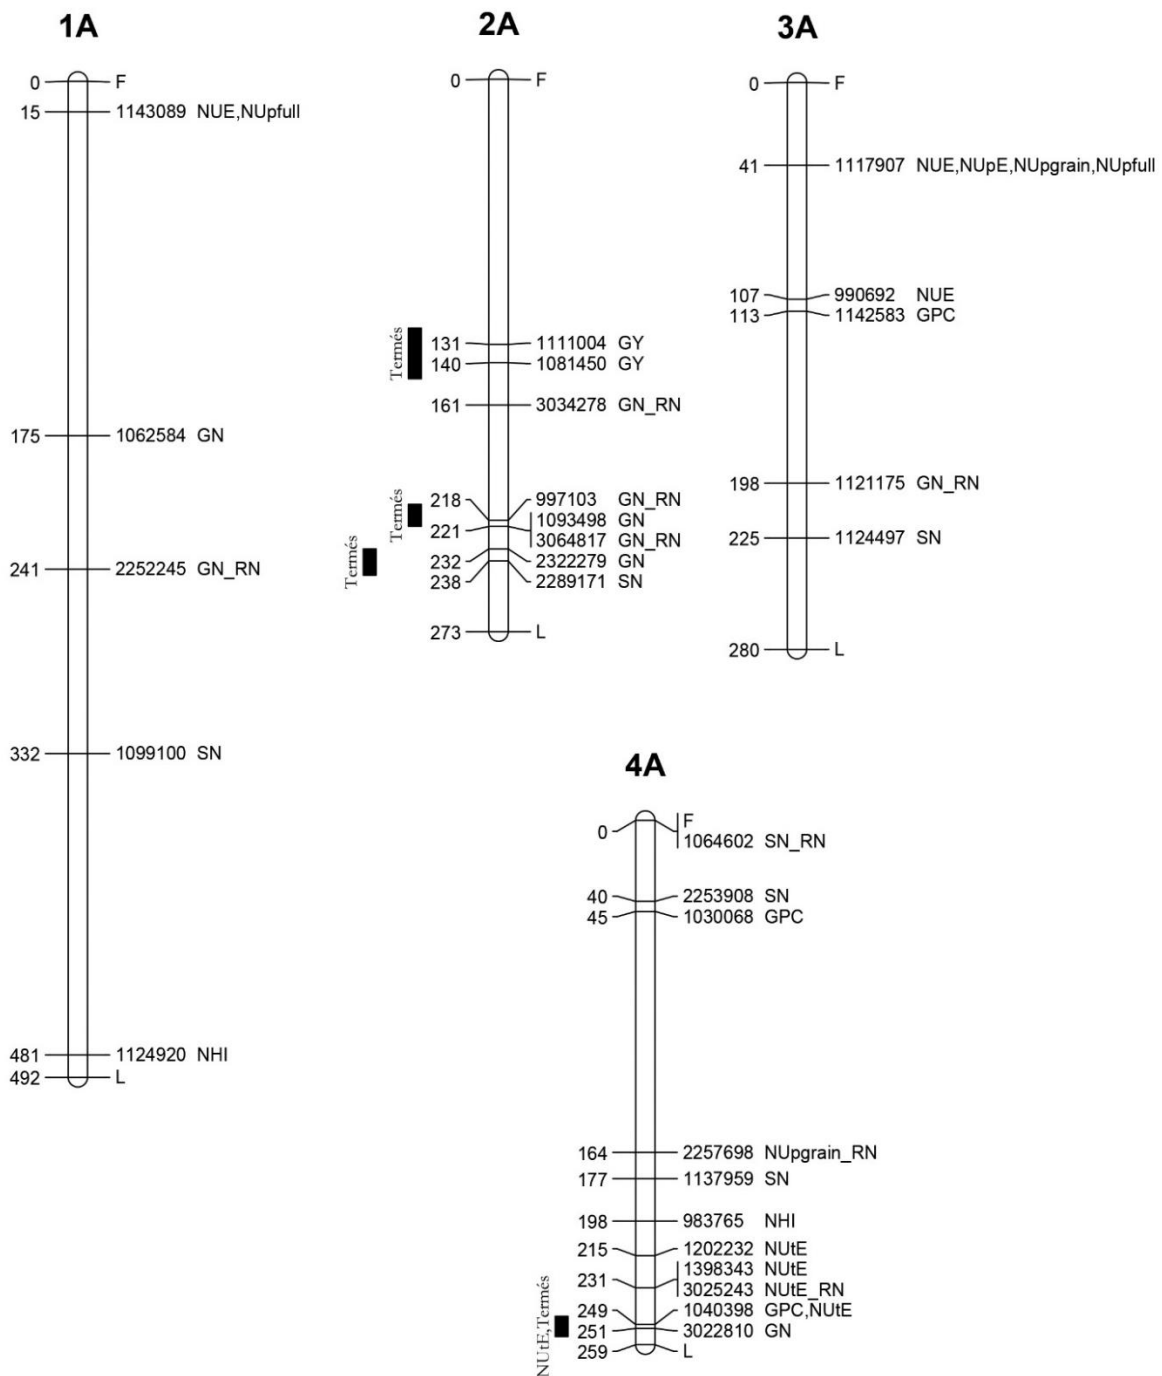 1A
0 F
15 1143089 NUE,NUpfull
175 1062584 GN
241 2252245 GN_RN
332 1099100 SN
481 1124920 NHI
492 L
2A
0 F
Termés
131 1111004 GY
140 1081450 GY
161 3034278 GN_RN
Termés
218 997103 GN_RN
221 1093498 GN
3064817 GN_RN
Termés
232 2322279 GN
238 2289171 SN
273 L
3A
0 F
41 1117907 NUE,NUpE,NUpgrain,NUpfull
107 990692 NUE
113 1142583 GPC
198 1121175 GN_RN
225 1124497 SN
280 L
4A
0 F
1064602 SN_RN
40 2253908 SN
45 1030068 GPC
164 2257698 NUpgrain_RN
177 1137959 SN
198 983765 NHI
215 1202232 NUtE
231 1398343 NUtE
3025243 NUtE_RN
NUtE,Termés
249 1040398 GPC,NUtE
251 3022810 GN
259 L